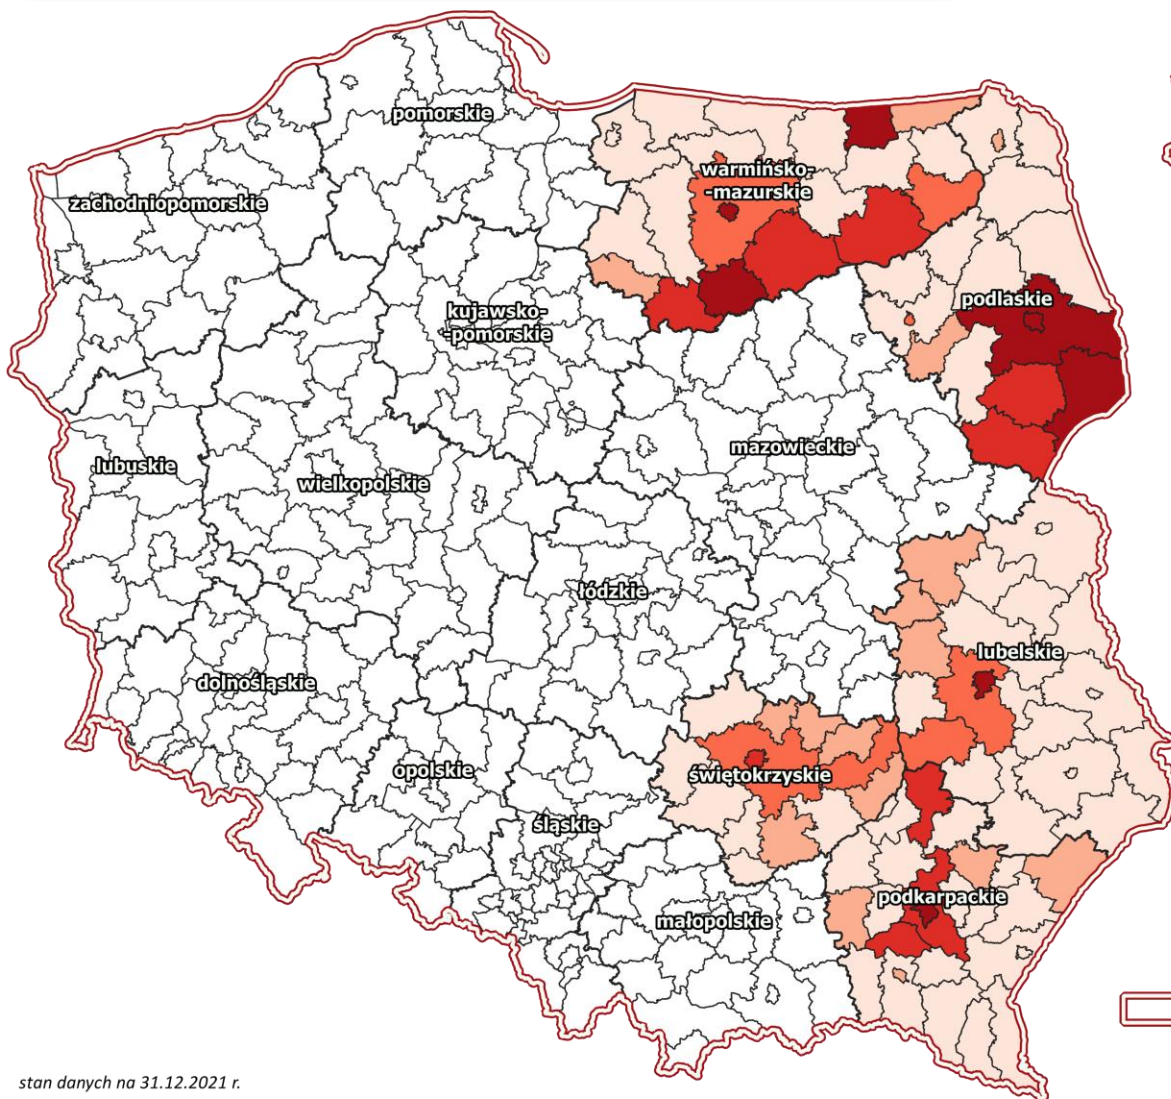 pomorskie
warmińsko-
-mazurskie
zachodniopomorskie
podlaskie
kujawsko-
-pomorskie
mazowieckie
lubuskie
wielkopolskie
łódzkie
lubelskie
dolnośląskie
opolskie
świętokrzyskie
śląskie
podkarpackie
małopolskie
stan danych na 31.12.2021 r.